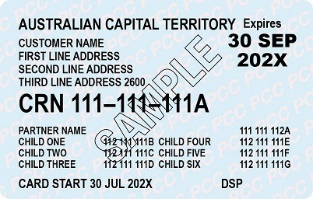 AUSTRALIAN CAPITAL TERRITORY Expires
CUSTOMER NAME 30 SEP
FIRST LINE ADDRESS 202X
SECOND LINE ADDRESS
THIRD LINE ADDRESS 2600
CRN 111–111–111A
SAMPLE
PARTNER NAME 111 111 112A
CHILD ONE 112 111 111B CHILD FOUR 111 111 111E
CHILD TWO 112 111 111C CHILD FIVE 111 111 111F
CHILD THREE 112 111 111D CHILD SIX 111 111 111G
CARD START 30 JUL 202X DSP